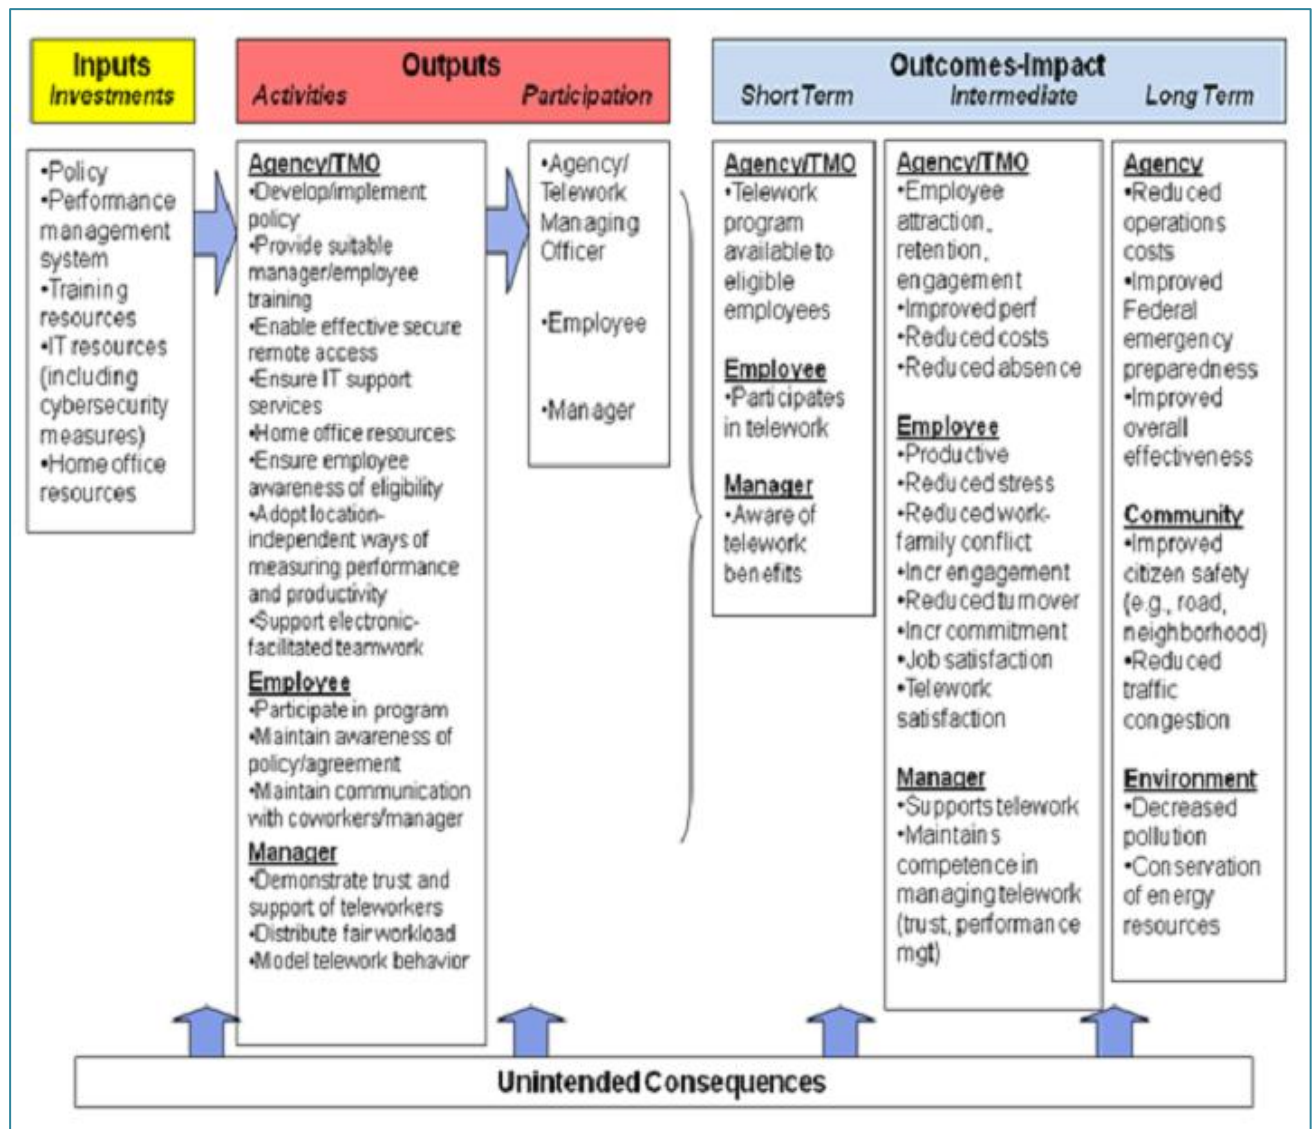 Inputs
Investments
Outputs
Activities
Participation
Outcomes-Impact
Short Term
Intermediate
Long Term
•Policy
•Performance
management
system
•Training
resources
•IT resources
(including
cybersecurity
measures)
•Home office
resources
Agency/TMO
•Develop/implement
policy
•Provide suitable
manager/employee
training
•Enable effective secure
remote access
•Ensure IT support
services
•Home office resources
•Ensure employee
awareness of eligibility
•Adopt location-
independent ways of
measuring performance
and productivity
•Support electronic-
facilitated teamwork
Employee
•Participate in program
•Maintain awareness of
policy/agreement
•Maintain communication
with coworkers/manager
Manager
•Demonstrate trust and
support of teleworkers
•Distribute fair workload
•Model telework behavior
•Agency/
Telework
Managing
Officer
•Employee
•Manager
Agency/TMO
•Telework
program
available to
eligible
employees
Employee
•Participates
in telework
Manager
•Aware of
telework
benefits
Agency/TMO
•Employee
attraction,
retention,
engagement
•Improved perf
•Reduced costs
•Reduced absence
Employee
•Productive
•Reduced stress
•Reduced work-
family conflict
•Incr engagement
•Reduced turnover
•Incr commitment
•Job satisfaction
•Telework
satisfaction
Manager
•Supports telework
•Maintains
competence in
managing telework
(trust, performance
mgt)
Agency
•Reduced
operations
costs
•Improved
Federal
emergency
preparedness
•Improved
overall
effectiveness
Community
•Improved
citizen safety
(e.g., road,
neighborhood)
•Reduced
traffic
congestion
Environment
•Decreased
pollution
•Conservation
of energy
resources
Unintended Consequences